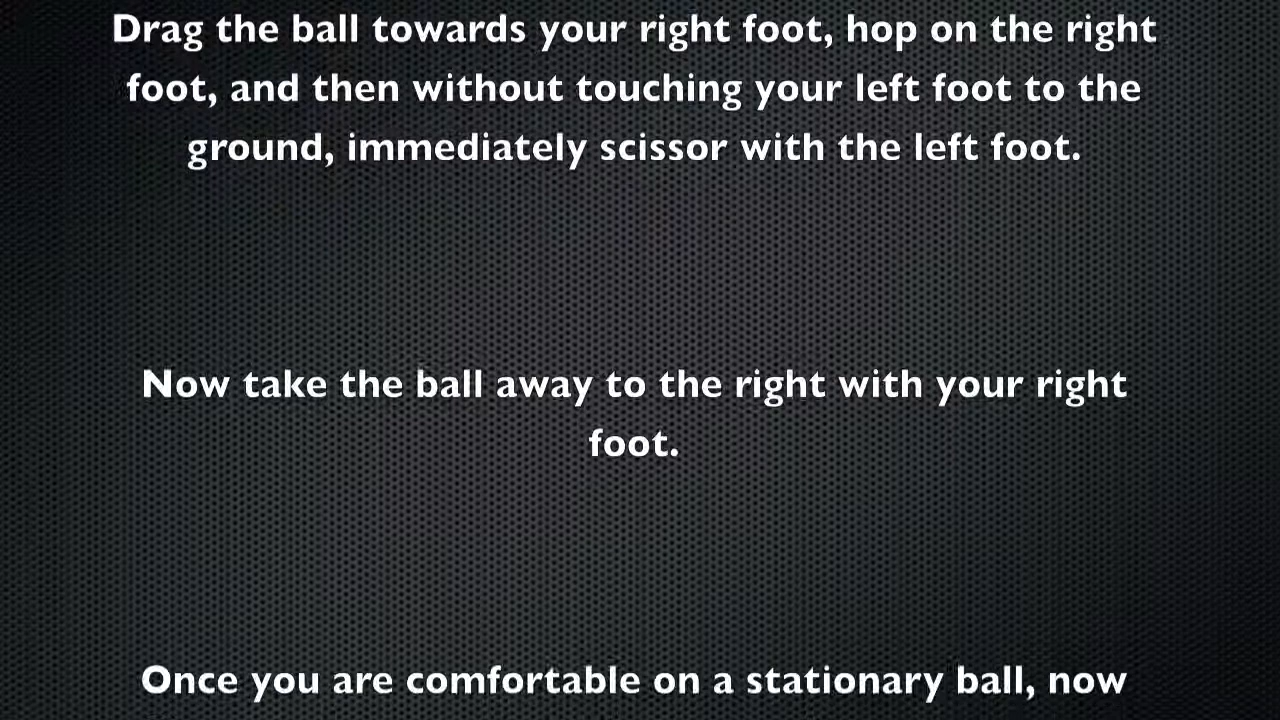 Drag the ball towards your right foot, hop on the right
foot, and then without touching your left foot to the
ground, immediately scissor with the left foot.
Now take the ball away to the right with your right
foot.
Once you are comfortable on a stationary ball, now